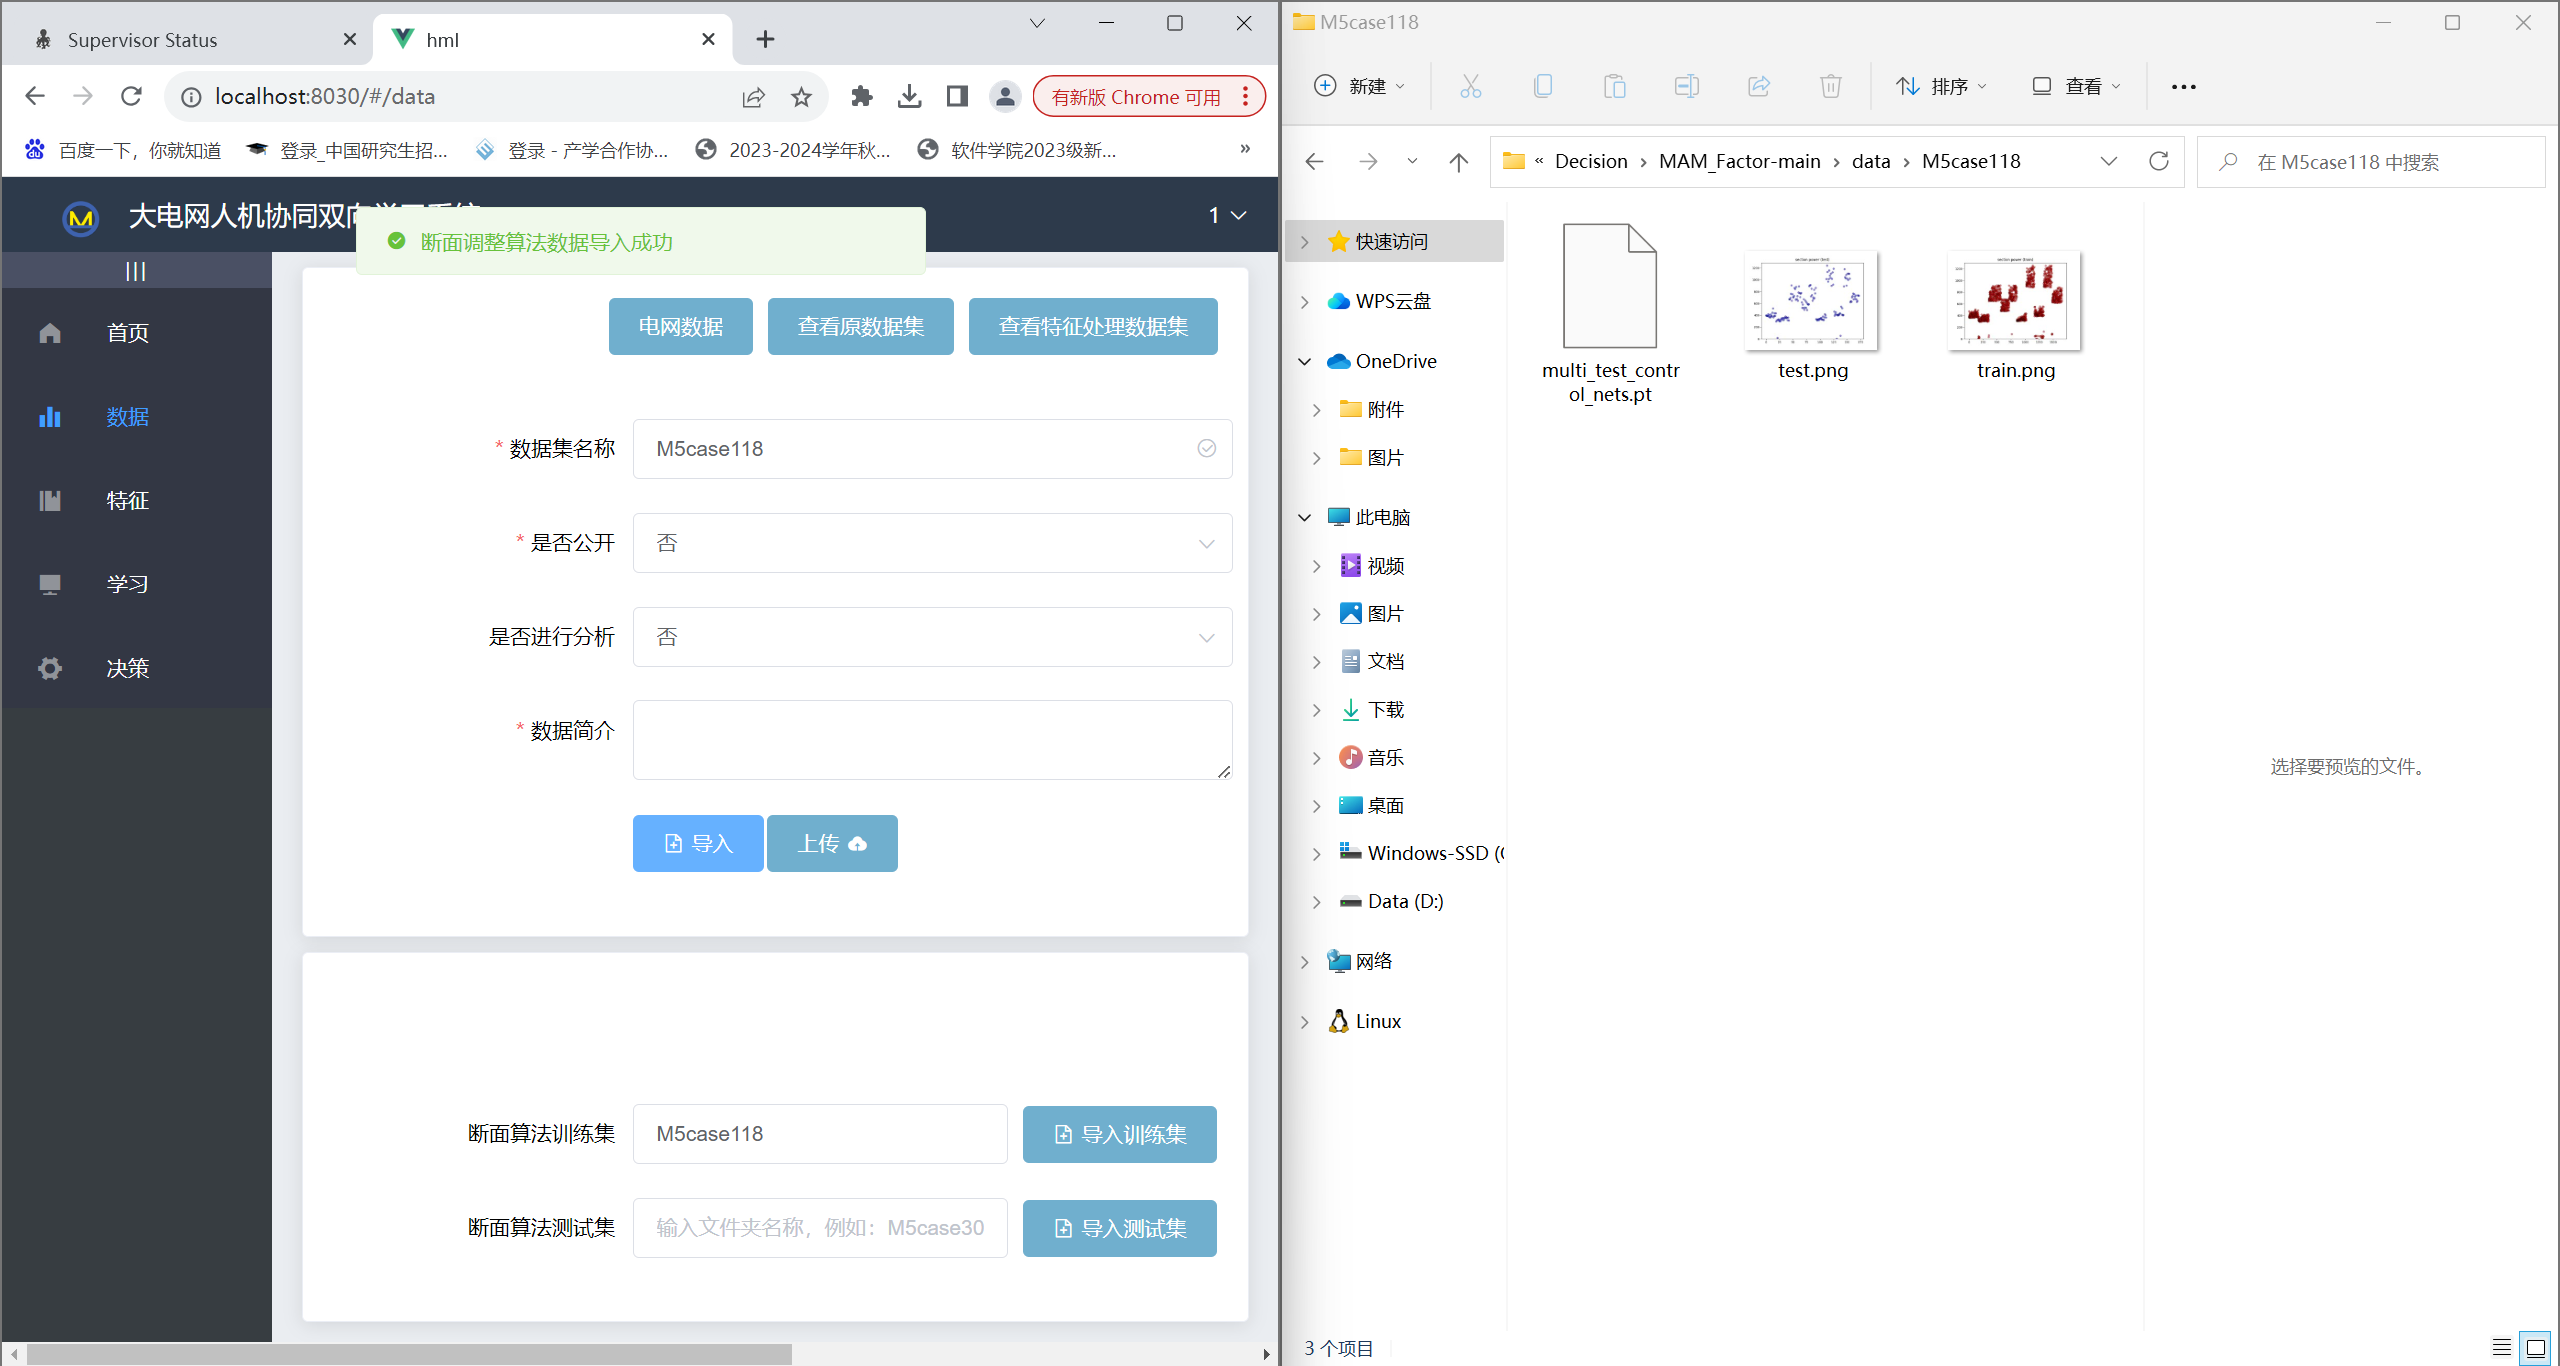 Supervisor Status
hml
localhost:8030/#/data
有新版 Chrome 可用
百度一下，你就知道
登录_中国研究生招...
登录 - 产学合作协...
2023-2024学年秋...
软件学院2023级新...
»
大电网人机协同双向学习系统
1
断面调整算法数据导入成功
|||
首页
数据
特征
学习
决策
电网数据
查看原数据集
查看特征处理数据集
* 数据集名称
M5case118
* 是否公开
否
是否进行分析
否
* 数据简介
导入
上传
断面算法训练集
M5case118
导入训练集
断面算法测试集
输入文件夹名称，例如：M5case30
导入测试集
M5case118
新建
排序
查看
« Decision › MAM_Factor-main › data › M5case118
在 M5case118 中搜索
快速访问
WPS云盘
OneDrive
附件
图片
此电脑
视频
图片
文档
下载
音乐
桌面
Windows-SSD (
Data (D:)
网络
Linux
multi_test_contr
ol_nets.pt
test.png
train.png
选择要预览的文件。
3 个项目